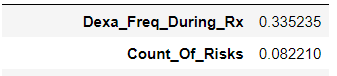 Dexa_Freq_During_Rx 0.335235
Count_Of_Risks 0.082210